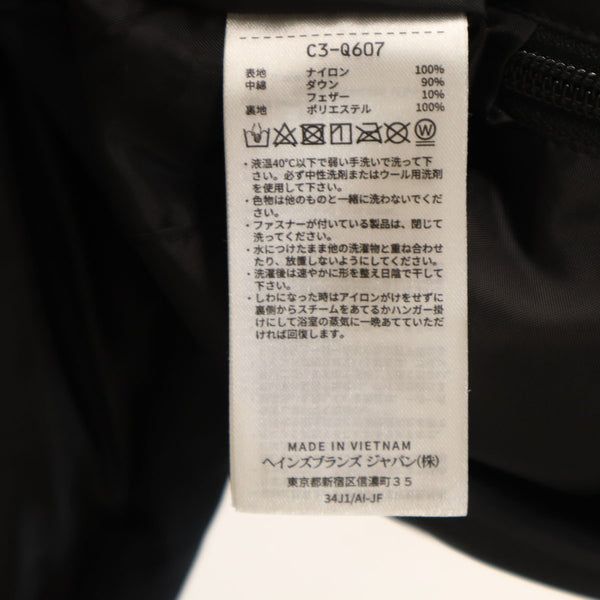 C3-Q607
表地 ナイロン 100%
中綿 ダウン 90%
フェザー 10%
裏地 ポリエステル 100%
・液温40℃以下で弱い手洗いで洗って下
さい。必ず中性洗剤またはウール用洗剤
を使用して下さい。
・色物は他のものと一緒に洗わないでくだ
さい。
・ファスナーが付いている製品は、閉じて
洗ってください。
・水につけたまま他の洗濯物と重ね合わせ
たり、放置しないようにしてください。
・洗濯後は速やかに形を整え日陰で干して
下さい。
・しわになった時はアイロンがけをせずに
裏側からスチームをあてるかハンガー掛
けにして浴室の蒸気に一晩あてていただ
ければ回復します。
MADE IN VIETNAM
ヘインズブランズ ジャパン(株)
東京都新宿区信濃町35
34J1/AI-JF